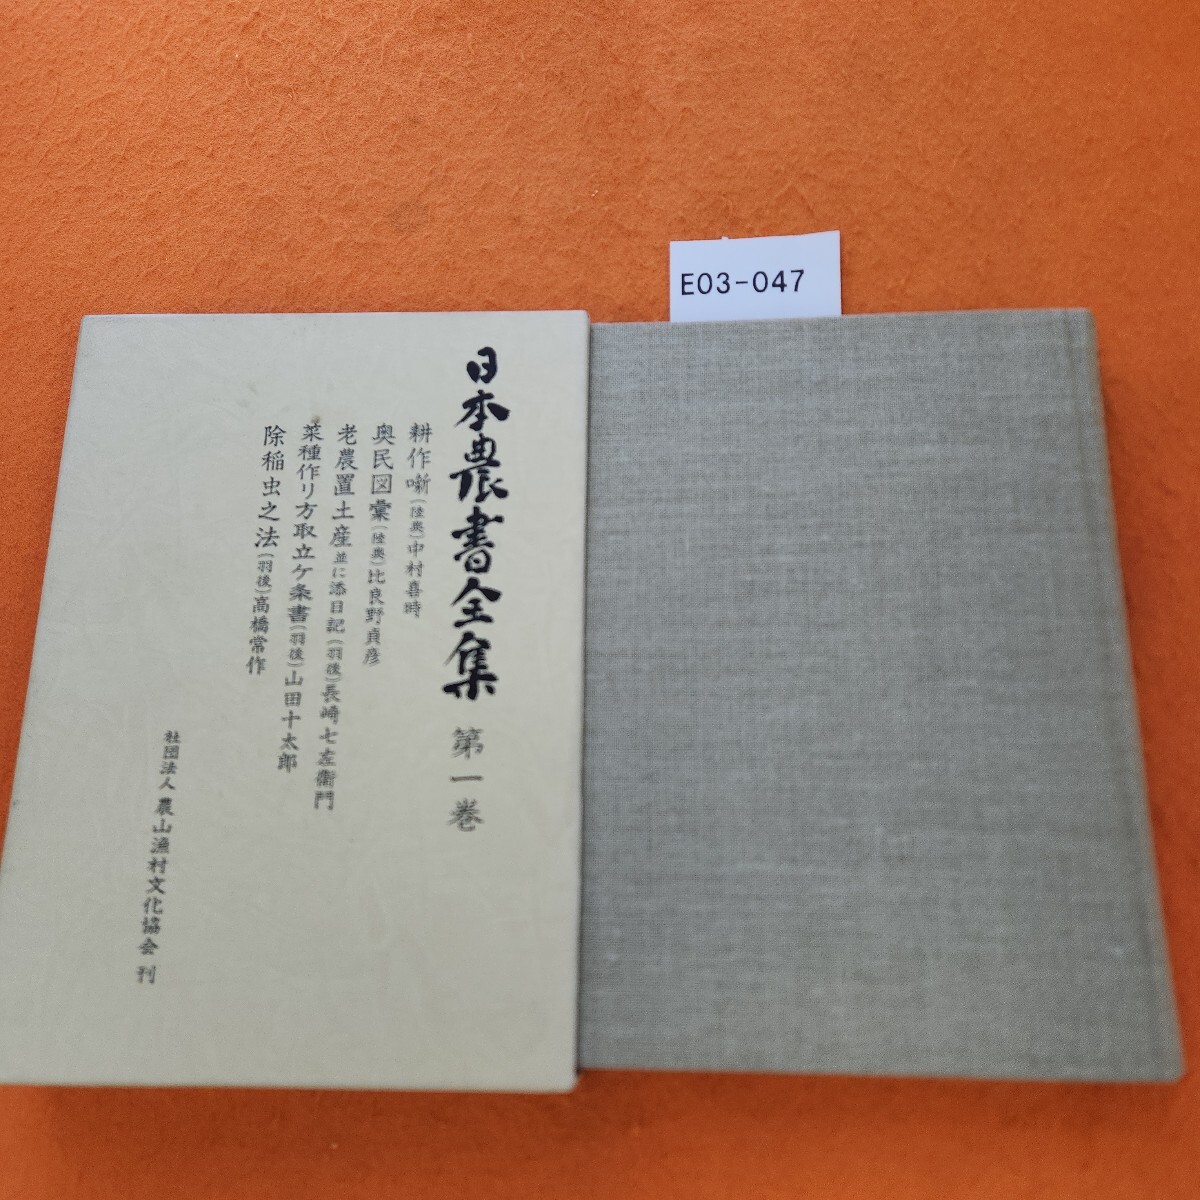 E03-047
日本農書全集 第一巻
耕作噺(陸奥)中村喜時
奥民図彙(陸奥)比良野貞彦
老農置土産 並に添日記(羽後)長崎七左衛門
菜種作リ方取立ケ条書(羽後)山田十太郎
除稲虫之法(羽後)高橋常作
社団法人 農山漁村文化協会 刊